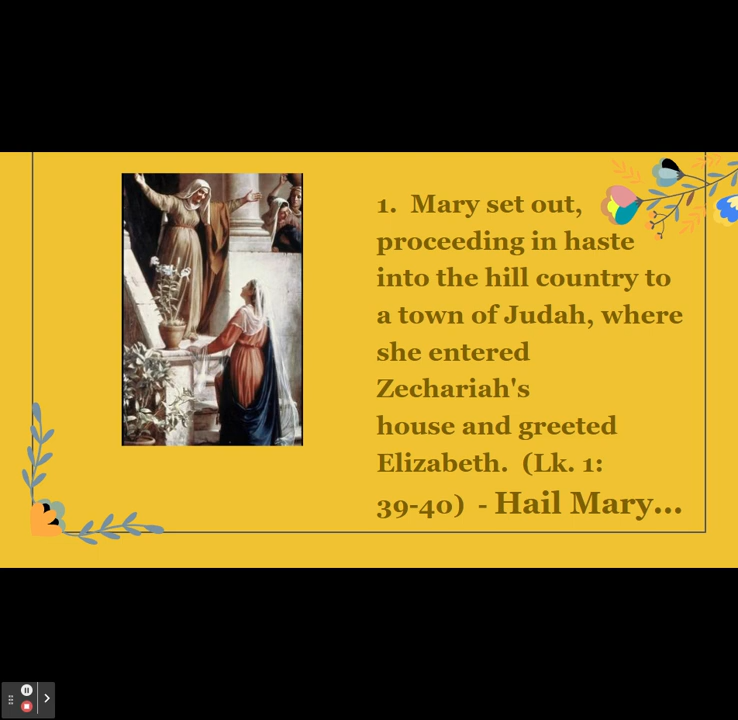 1.  Mary set out,
proceeding in haste
into the hill country to
a town of Judah, where
she entered
Zechariah's
house and greeted
Elizabeth.  (Lk. 1:
39-40)  - Hail Mary...